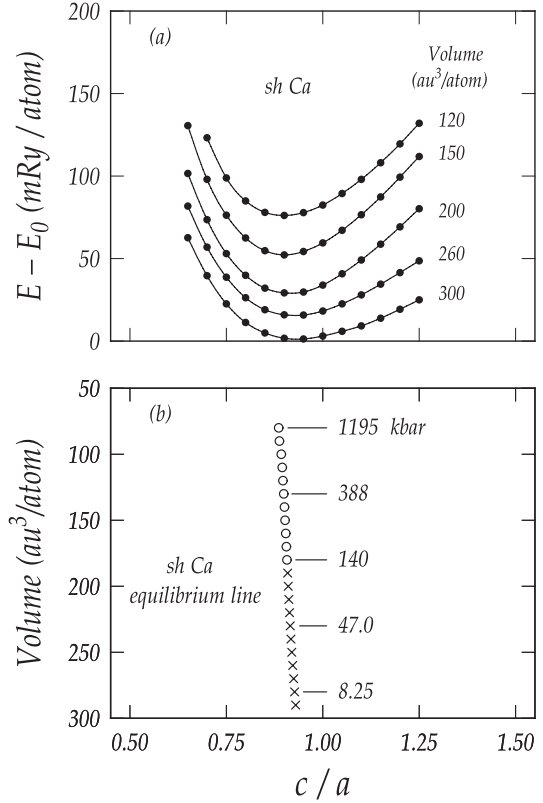 (a)
sh Ca
Volume
(au³/atom)
120
150
200
260
300
200
150
100
50
0
E – E₀ (mRy / atom)
(b)
1195 kbar
388
140
47.0
8.25
sh Ca
equilibrium line
50
100
150
200
250
300
Volume (au³/atom)
0.50
0.75
1.00
1.25
1.50
c / a